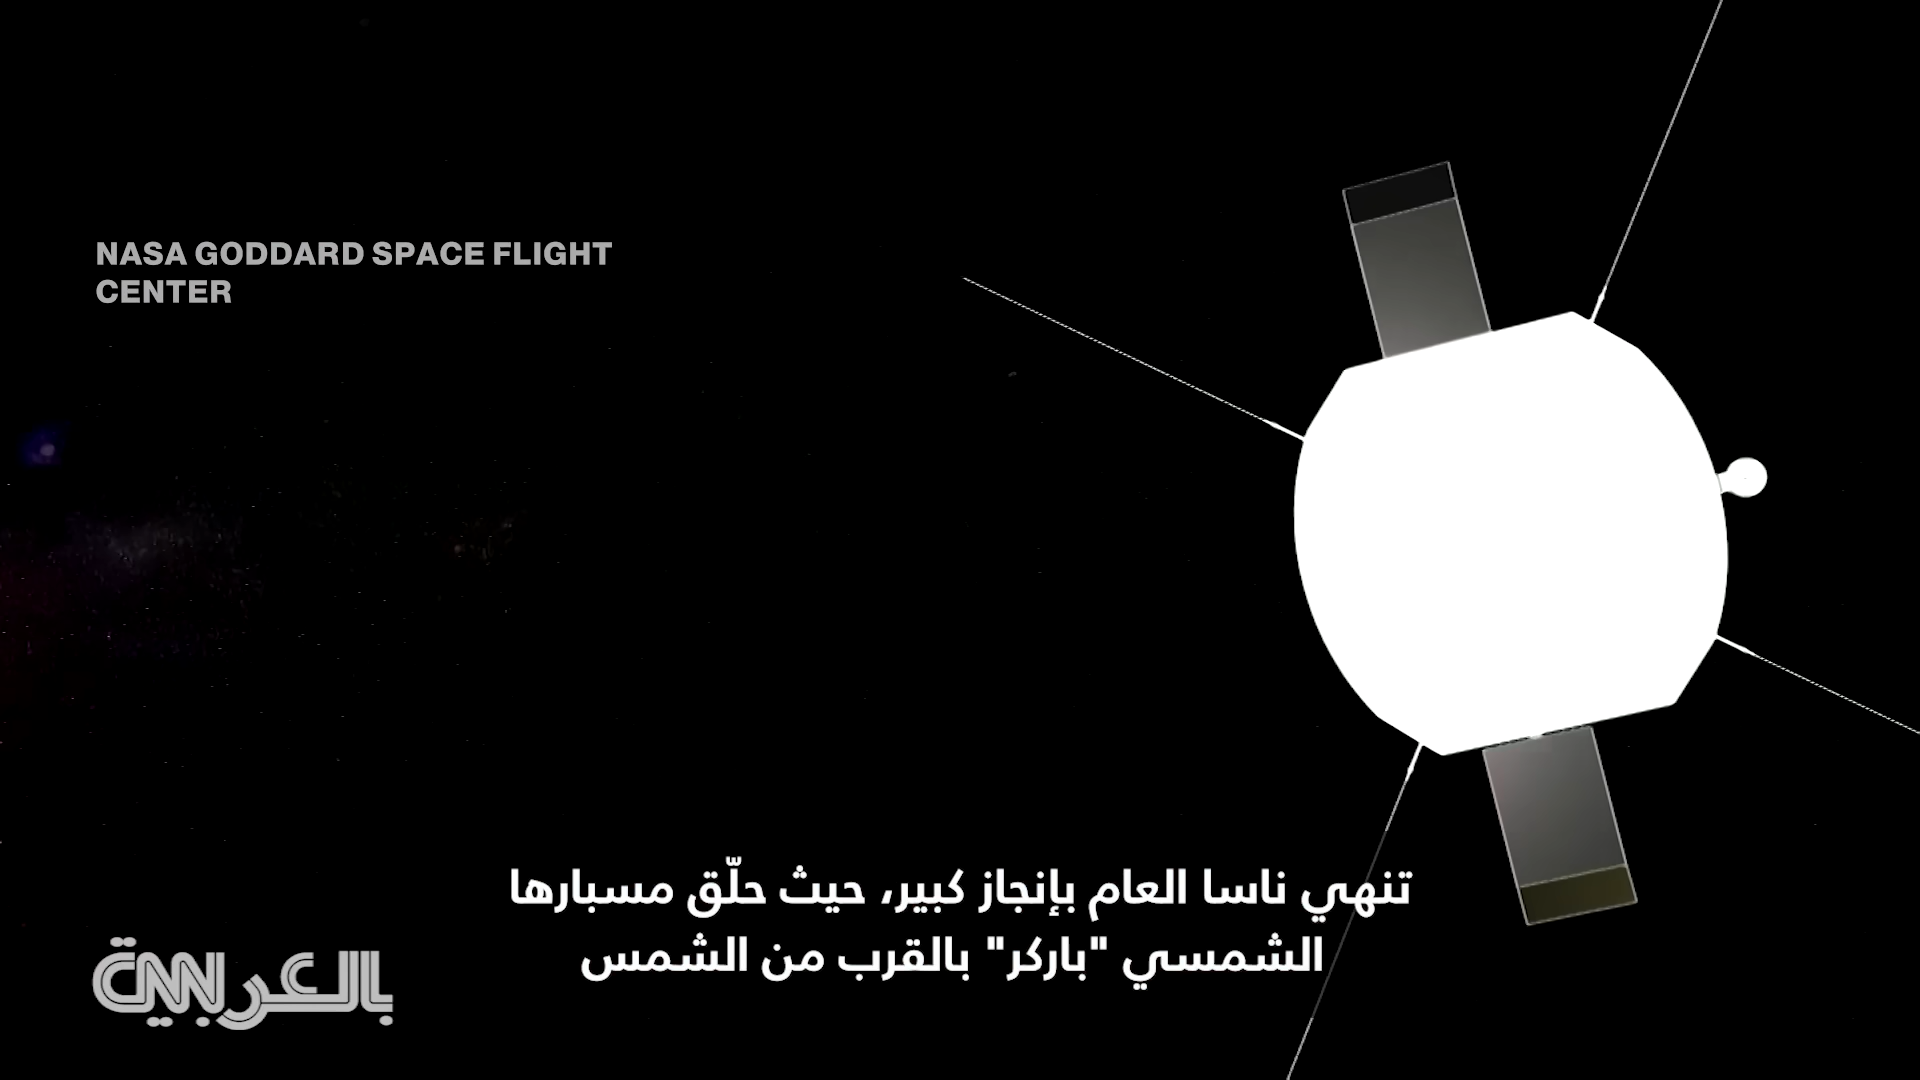 NASA GODDARD SPACE FLIGHT
CENTER
تنهي ناسا العام بإنجاز كبير، حيث حلّق مسبارها
الشمسي "باركر" بالقرب من الشمس
CNN بالعربية